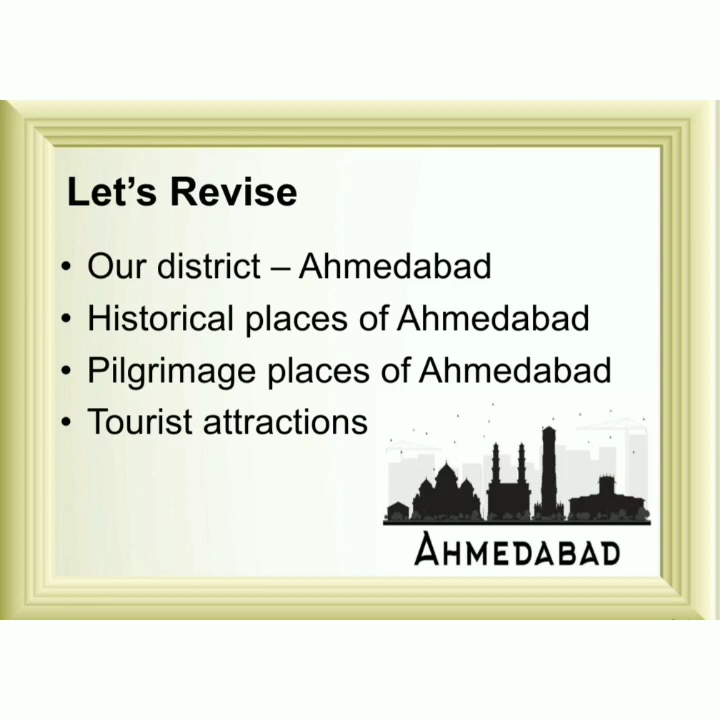 Let's Revise
• Our district – Ahmedabad
• Historical places of Ahmedabad
• Pilgrimage places of Ahmedabad
• Tourist attractions
AHMEDABAD